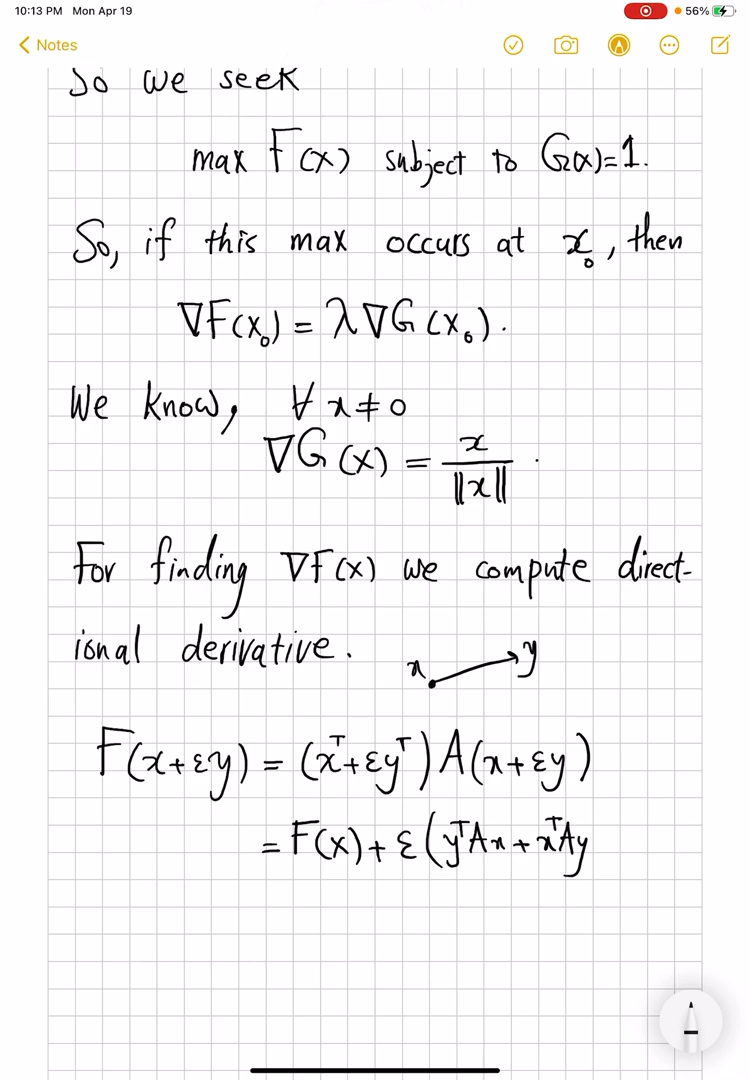 10:13 PM Mon Apr 19
56%
Notes
So we seek
max F(x) subject to G(x)=1.
So, if this max occurs at x₀, then
∇F(x₀) = λ∇G(x₀).
We know, ∀ x≠0
∇G(x) = x / ||x|| .
For finding ∇F(x) we compute direct-
ional derivative. x y
F(x+εy) = (xᵀ+εyᵀ)A(x+εy)
= F(x) + ε(yᵀAx + xᵀAy